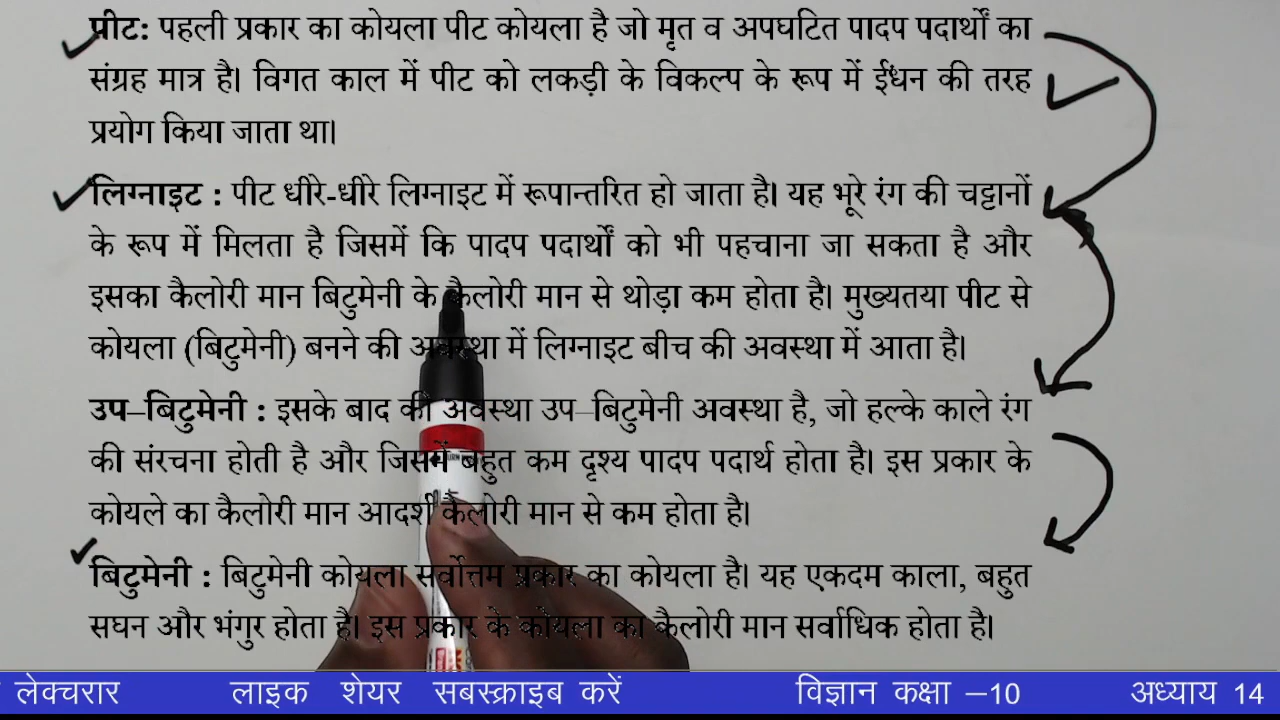 पीट: पहली प्रकार का कोयला पीट कोयला है जो मृत व अपघटित पादप पदार्थों का
संग्रह मात्र है। विगत काल में पीट को लकड़ी के विकल्प के रूप में ईंधन की तरह
प्रयोग किया जाता था।
लिग्नाइट : पीट धीरे-धीरे लिग्नाइट में रूपान्तरित हो जाता है। यह भूरे रंग की चट्टानों
के रूप में मिलता है जिसमें कि पादप पदार्थों को भी पहचाना जा सकता है और
इसका कैलोरी मान बिटुमेनी के कैलोरी मान से थोड़ा कम होता है। मुख्यतया पीट से
कोयला (बिटुमेनी) बनने की अवस्था में लिग्नाइट बीच की अवस्था में आता है।
उप–बिटुमेनी : इसके बाद की अवस्था उप–बिटुमेनी अवस्था है, जो हल्के काले रंग
की संरचना होती है और जिसमें बहुत कम दृश्य पादप पदार्थ होता है। इस प्रकार के
कोयले का कैलोरी मान आदर्श कैलोरी मान से कम होता है।
बिटुमेनी : बिटुमेनी कोयला सर्वोत्तम प्रकार का कोयला है। यह एकदम काला, बहुत
सघन और भंगुर होता है। इस प्रकार के कोयला का कैलोरी मान सर्वाधिक होता है।
लेक्चरार लाइक शेयर सबस्क्राइब करें विज्ञान कक्षा –10 अध्याय 14